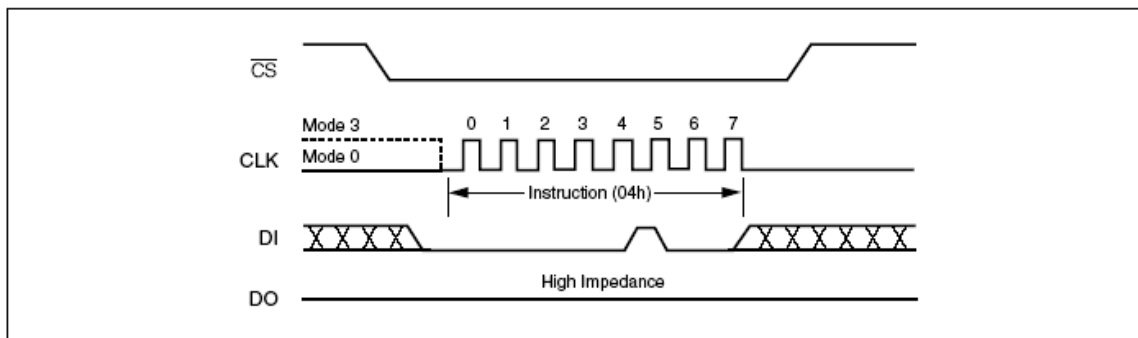 CS
Mode 3
0 1 2 3 4 5 6 7
CLK
Mode 0
Instruction (04h)
DI
High Impedance
DO